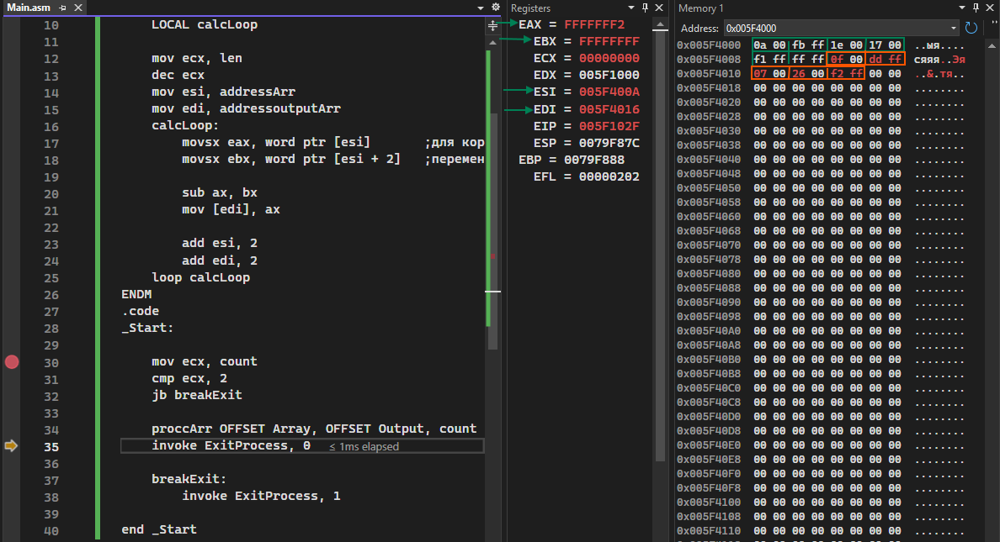 Main.asm
10 LOCAL calcLoop
11
12 mov ecx, len
13 dec ecx
14 mov esi, addressArr
15 mov edi, addressoutputArr
16 calcLoop:
17 movsx eax, word ptr [esi] ;для кор
18 movsx ebx, word ptr [esi + 2] ;перемен
19
20 sub ax, bx
21 mov [edi], ax
22
23 add esi, 2
24 add edi, 2
25 loop calcLoop
26 ENDM
27 .code
28 _Start:
29
30 mov ecx, count
31 cmp ecx, 2
32 jb breakExit
33
34 proccArr OFFSET Array, OFFSET Output, count
35 invoke ExitProcess, 0 ≤ 1ms elapsed
36
37 breakExit:
38 invoke ExitProcess, 1
39
40 end _Start
Registers
EAX = FFFFFFF2
EBX = FFFFFFFF
ECX = 00000000
EDX = 005F1000
ESI = 005F400A
EDI = 005F4016
EIP = 005F102F
ESP = 0079F87C
EBP = 0079F888
EFL = 00000202
Memory 1
Address: 0x005F4000
0x005F4000 0a 00 fb ff 1e 00 17 00 ..ыя....
0x005F4008 f1 ff ff ff 0f 00 dd ff сяяя..Эя
0x005F4010 07 00 26 00 f2 ff 00 00 ..&.тя..
0x005F4018 00 00 00 00 00 00 00 00 ........
0x005F4020 00 00 00 00 00 00 00 00 ........
0x005F4028 00 00 00 00 00 00 00 00 ........
0x005F4030 00 00 00 00 00 00 00 00 ........
0x005F4038 00 00 00 00 00 00 00 00 ........
0x005F4040 00 00 00 00 00 00 00 00 ........
0x005F4048 00 00 00 00 00 00 00 00 ........
0x005F4050 00 00 00 00 00 00 00 00 ........
0x005F4058 00 00 00 00 00 00 00 00 ........
0x005F4060 00 00 00 00 00 00 00 00 ........
0x005F4068 00 00 00 00 00 00 00 00 ........
0x005F4070 00 00 00 00 00 00 00 00 ........
0x005F4078 00 00 00 00 00 00 00 00 ........
0x005F4080 00 00 00 00 00 00 00 00 ........
0x005F4088 00 00 00 00 00 00 00 00 ........
0x005F4090 00 00 00 00 00 00 00 00 ........
0x005F4098 00 00 00 00 00 00 00 00 ........
0x005F40A0 00 00 00 00 00 00 00 00 ........
0x005F40A8 00 00 00 00 00 00 00 00 ........
0x005F40B0 00 00 00 00 00 00 00 00 ........
0x005F40B8 00 00 00 00 00 00 00 00 ........
0x005F40C0 00 00 00 00 00 00 00 00 ........
0x005F40C8 00 00 00 00 00 00 00 00 ........
0x005F40D0 00 00 00 00 00 00 00 00 ........
0x005F40D8 00 00 00 00 00 00 00 00 ........
0x005F40E0 00 00 00 00 00 00 00 00 ........
0x005F40E8 00 00 00 00 00 00 00 00 ........
0x005F40F0 00 00 00 00 00 00 00 00 ........
0x005F40F8 00 00 00 00 00 00 00 00 ........
0x005F4100 00 00 00 00 00 00 00 00 ........
0x005F4108 00 00 00 00 00 00 00 00 ........
0x005F4110 00 00 00 00 00 00 00 00 ........